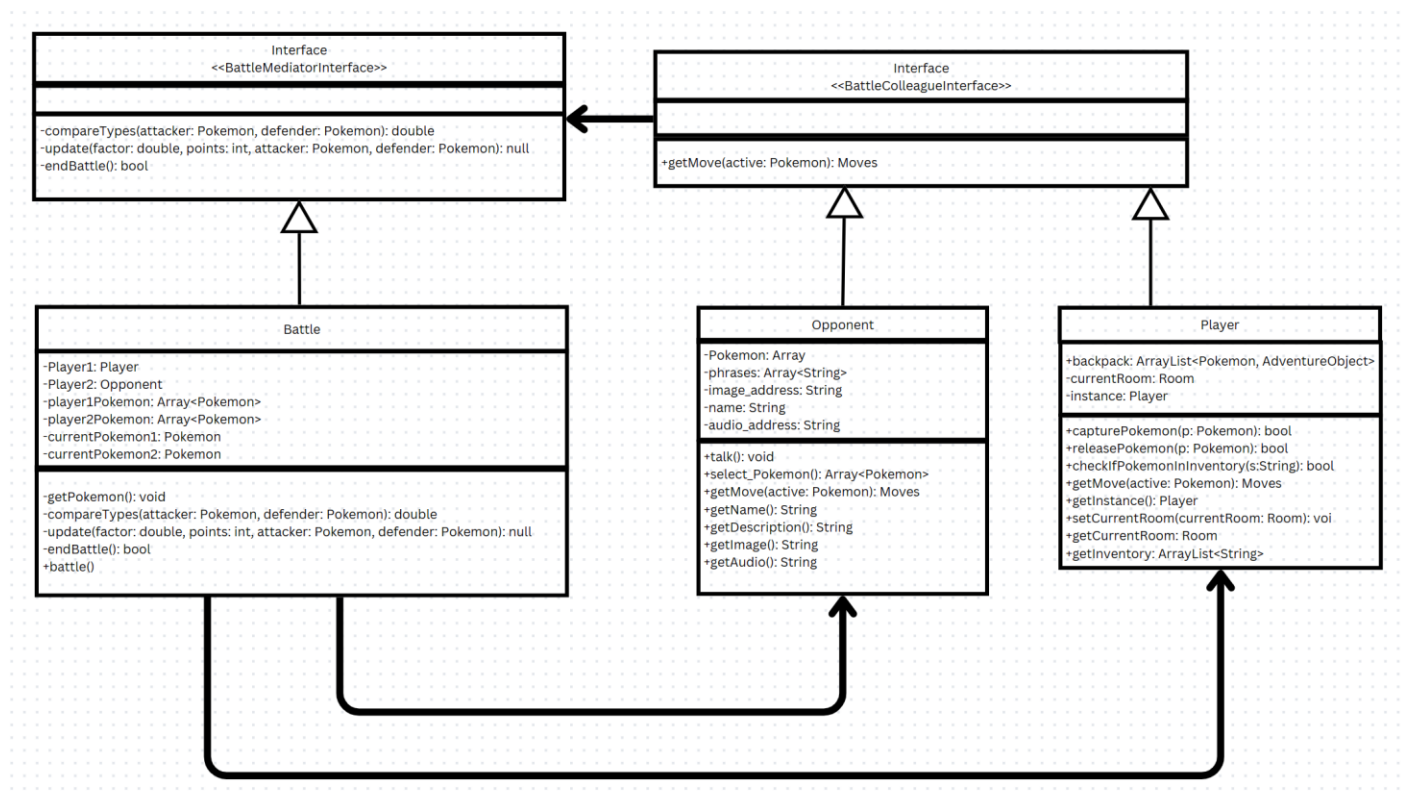 Interface
<<BattleMediatorInterface>>
-compareTypes(attacker: Pokemon, defender: Pokemon): double
-update(factor: double, points: int, attacker: Pokemon, defender: Pokemon): null
-endBattle(): bool
Interface
<<BattleColleagueInterface>>
+getMove(active: Pokemon): Moves
Battle
-Player1: Player
-Player2: Opponent
-player1Pokemon: Array<Pokemon>
-player2Pokemon: Array<Pokemon>
-currentPokemon1: Pokemon
-currentPokemon2: Pokemon
-getPokemon(): void
-compareTypes(attacker: Pokemon, defender: Pokemon): double
-update(factor: double, points: int, attacker: Pokemon, defender: Pokemon): null
-endBattle(): bool
+battle()
Opponent
-Pokemon: Array
-phrases: Array<String>
-image_address: String
-name: String
-audio_address: String
+talk(): void
+select_Pokemon(): Array<Pokemon>
+getMove(active: Pokemon): Moves
+getName(): String
+getDescription(): String
+getImage(): String
+getAudio(): String
Player
+backpack: ArrayList<Pokemon, AdventureObject>
-currentRoom: Room
-instance: Player
+capturePokemon(p: Pokemon): bool
+releasePokemon(p: Pokemon): bool
+checkIfPokemonInInventory(s:String): bool
+getMove(active: Pokemon): Moves
+getInstance(): Player
+setCurrentRoom(currentRoom: Room): voi
+getCurrentRoom: Room
+getInventory: ArrayList<String>